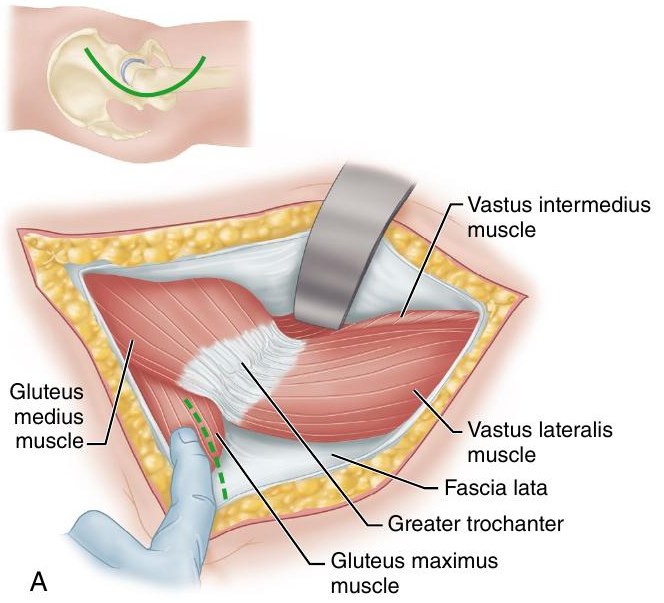 Vastus intermedius
muscle
Gluteus
medius
muscle
Vastus lateralis
muscle
Fascia lata
Greater trochanter
Gluteus maximus
muscle
A